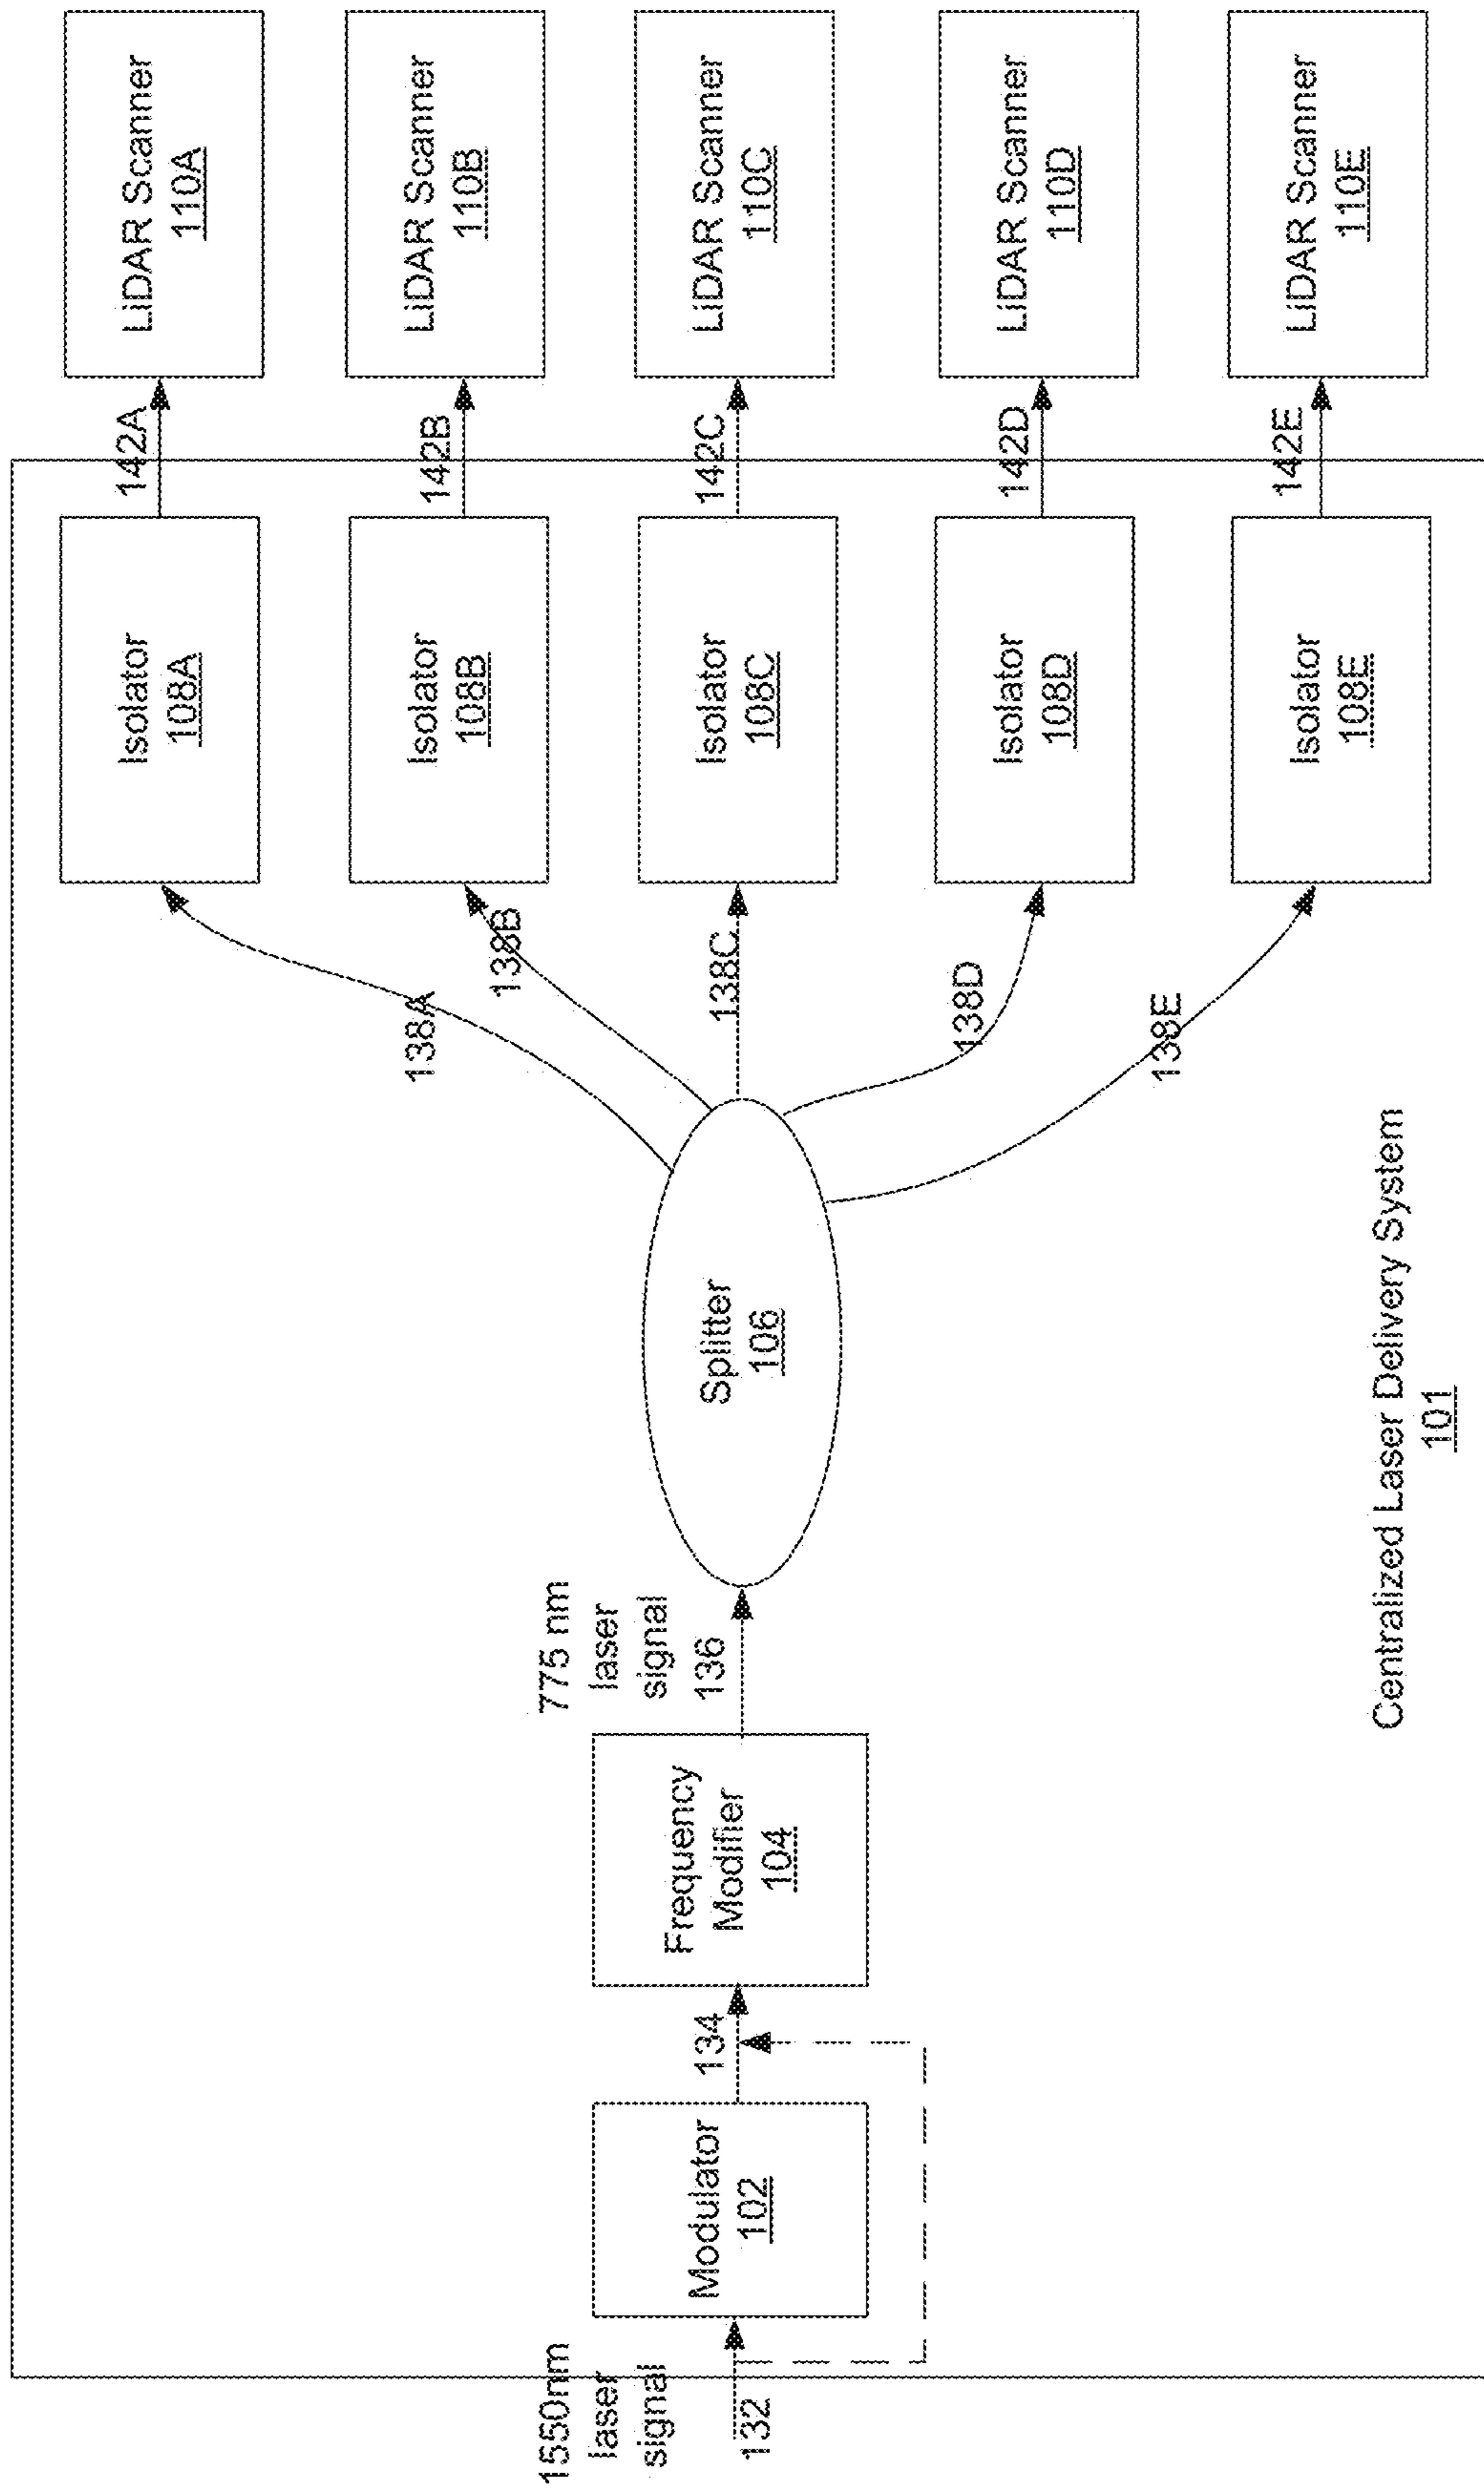 1550nm
laser
signal
132
Modulator
102
134
Frequency
Modifier
104
775 nm
laser
signal
136
Splitter
106
138A
138B
138C
138D
138E
Isolator
108A
Isolator
108B
Isolator
108C
Isolator
108D
Isolator
108E
142A
142B
142C
142D
142E
LiDAR Scanner
110A
LiDAR Scanner
110B
LiDAR Scanner
110C
LiDAR Scanner
110D
LiDAR Scanner
110E
Centralized Laser Delivery System
101